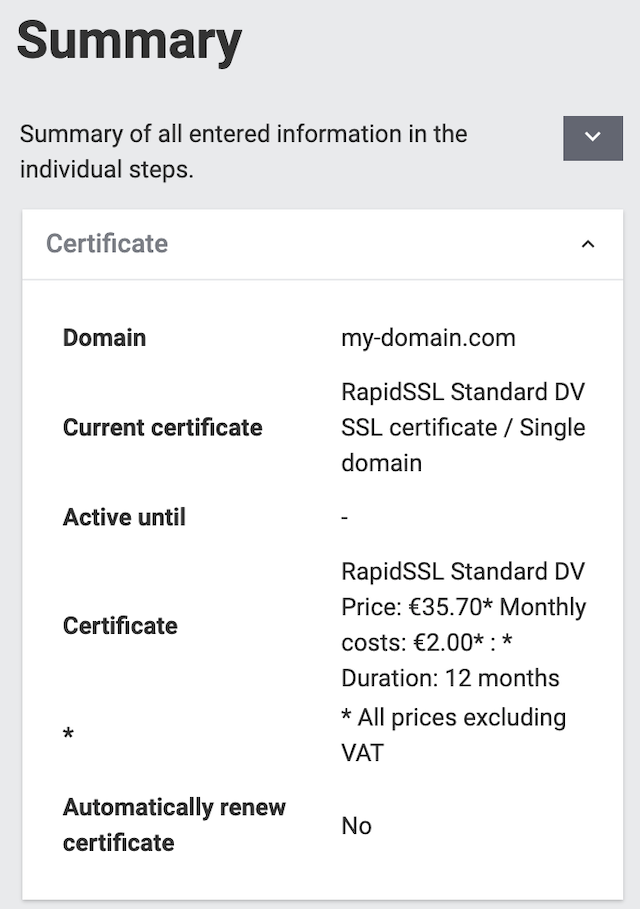 Summary
Summary of all entered information in the
individual steps.
Certificate
Domain
my-domain.com
Current certificate
RapidSSL Standard DV
SSL certificate / Single
domain
Active until
-
Certificate
RapidSSL Standard DV
Price: €35.70* Monthly
costs: €2.00* : *
Duration: 12 months
*
* All prices excluding
VAT
Automatically renew
certificate
No